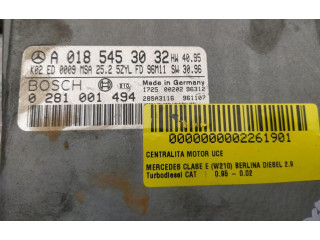 A 018 545 30 32 HW 40.95
K02 ED 0009 MSA 25.2 5ZYL FD 96M11 SW 30.96
BOSCH Made in Germany
1705 00202 96312
0 281 001 494 28SA3116 961107
0000000002261901
CENTRALITA MOTOR UCE
MERCEDES CLASE E (W210) BERLINA DIESEL 2.9
Turbodiesel CAT : 0.95 - 0.02